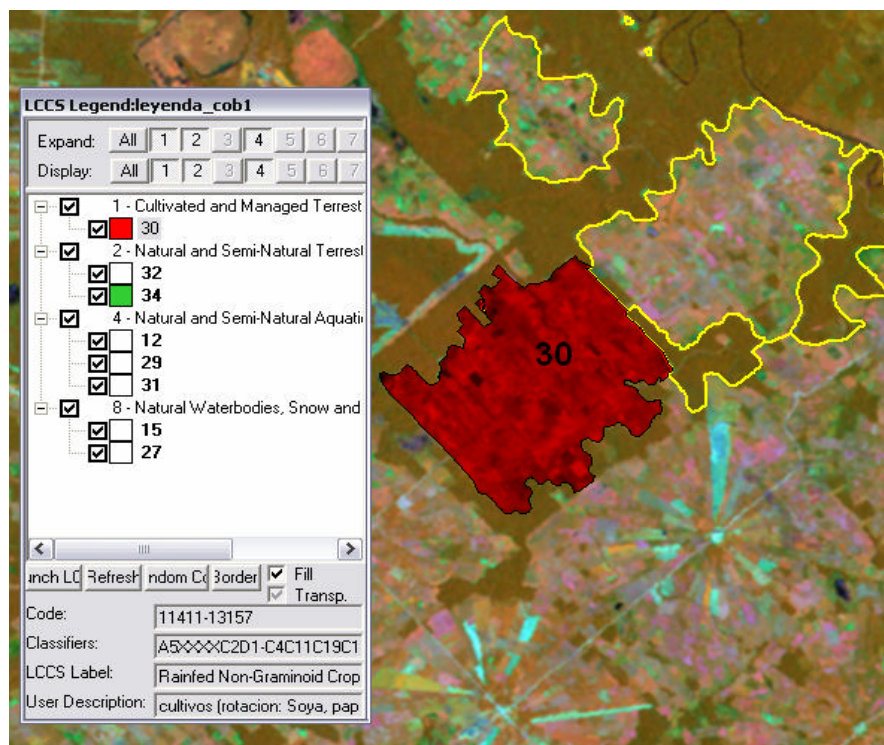 LCCS Legend:leyenda_cob1
Expand: All 1 2 3 4 5 6 7
Display: All 1 2 3 4 5 6 7
1 - Cultivated and Managed Terrest
30
2 - Natural and Semi-Natural Terrest
32
34
4 - Natural and Semi-Natural Aquati
12
29
31
8 - Natural Waterbodies, Snow and
15
27
30
unch LC Refresh ndom Co Border Fill
Transp.
Code: 11411-13157
Classifiers: A5XXXXC2D1-C4C11C19C1
LCCS Label: Rainfed Non-Graminoid Crop
User Description: cultivos (rotacion: Soya, pap